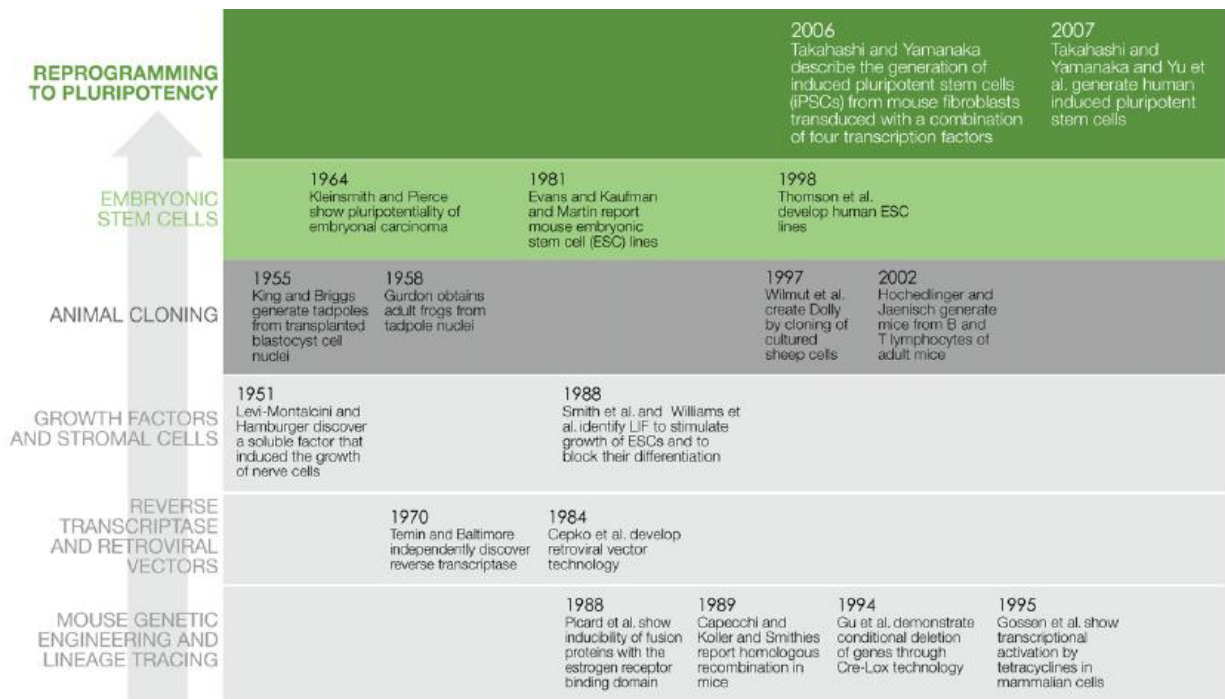 REPROGRAMMING
TO PLURIPOTENCY
2006
Takahashi and Yamanaka
describe the generation of
induced pluripotent stem cells
(iPSCs) from mouse fibroblasts
transduced with a combination
of four transcription factors
2007
Takahashi and
Yamanaka and Yu et
al. generate human
induced pluripotent
stem cells
EMBRYONIC
STEM CELLS
1964
Kleinsmith and Pierce
show pluripotentiality of
embryonal carcinoma
1981
Evans and Kaufman
and Martin report
mouse embryonic
stem cell (ESC) lines
1998
Thomson et al.
develop human ESC
lines
ANIMAL CLONING
1955
King and Briggs
generate tadpoles
from transplanted
blastocyst cell
nuclei
1958
Gurdon obtains
adult frogs from
tadpole nuclei
1997
Wilmut et al.
create Dolly
by cloning of
cultured
sheep cells
2002
Hochedlinger and
Jaenisch generate
mice from B and
T lymphocytes of
adult mice
GROWTH FACTORS
AND STROMAL CELLS
1951
Levi-Montalcini and
Hamburger discover
a soluble factor that
induced the growth
of nerve cells
1988
Smith et al. and Williams et
al. identify LIF to stimulate
growth of ESCs and to
block their differentiation
REVERSE
TRANSCRIPTASE
AND RETROVIRAL
VECTORS
1970
Temin and Baltimore
independently discover
reverse transcriptase
1984
Cepko et al. develop
retroviral vector
technology
MOUSE GENETIC
ENGINEERING AND
LINEAGE TRACING
1988
Picard et al. show
inducibility of fusion
proteins with the
estrogen receptor
binding domain
1989
Capecchi and
Koller and Smithies
report homologous
recombination in
mice
1994
Gu et al. demonstrate
conditional deletion
of genes through
Cre-Lox technology
1995
Gossen et al. show
transcriptional
activation by
tetracyclines in
mammalian cells